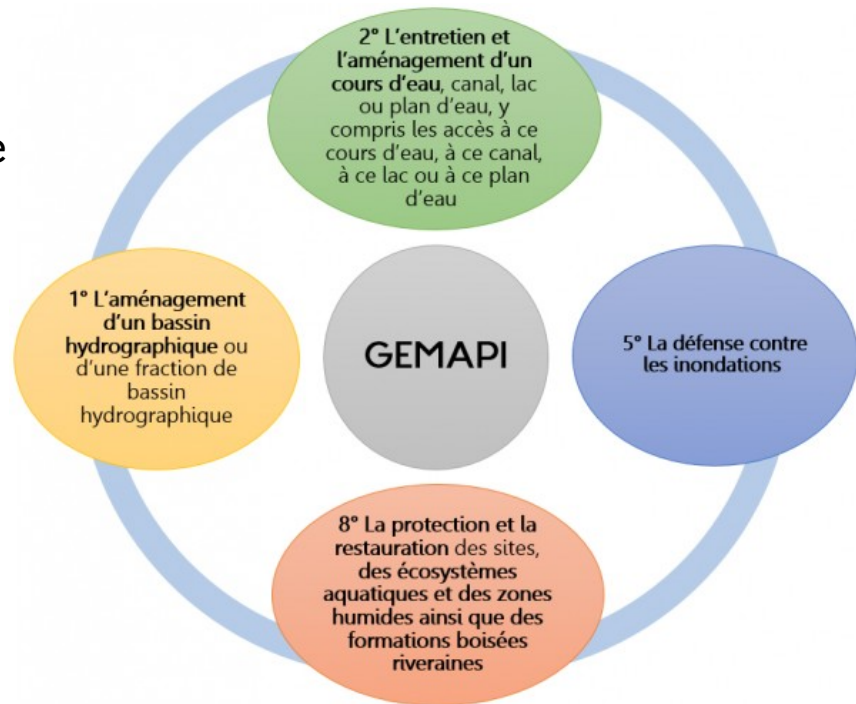 2° L'entretien et
l'aménagement d'un
cours d'eau, canal, lac
ou plan d'eau, y
compris les accès à ce
cours d'eau, à ce canal,
à ce lac ou à ce plan
d'eau
e
1° L'aménagement
d'un bassin
hydrographique ou
d'une fraction de
bassin
hydrographique
GEMAPI
5° La défense contre
les inondations
8° La protection et la
restauration des sites,
des écosystèmes
aquatiques et des zones
humides ainsi que des
formations boisées
riveraines